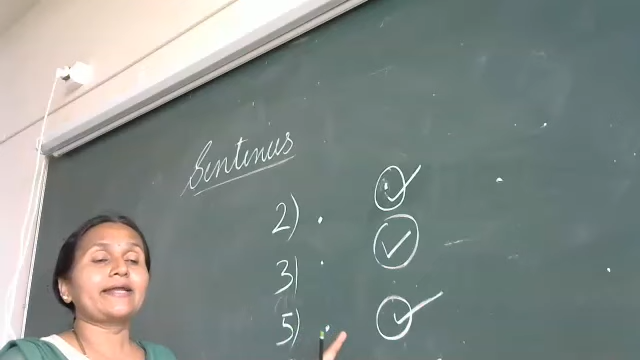 Sentences
2) . ✓
3) . ✓
5) . ✓